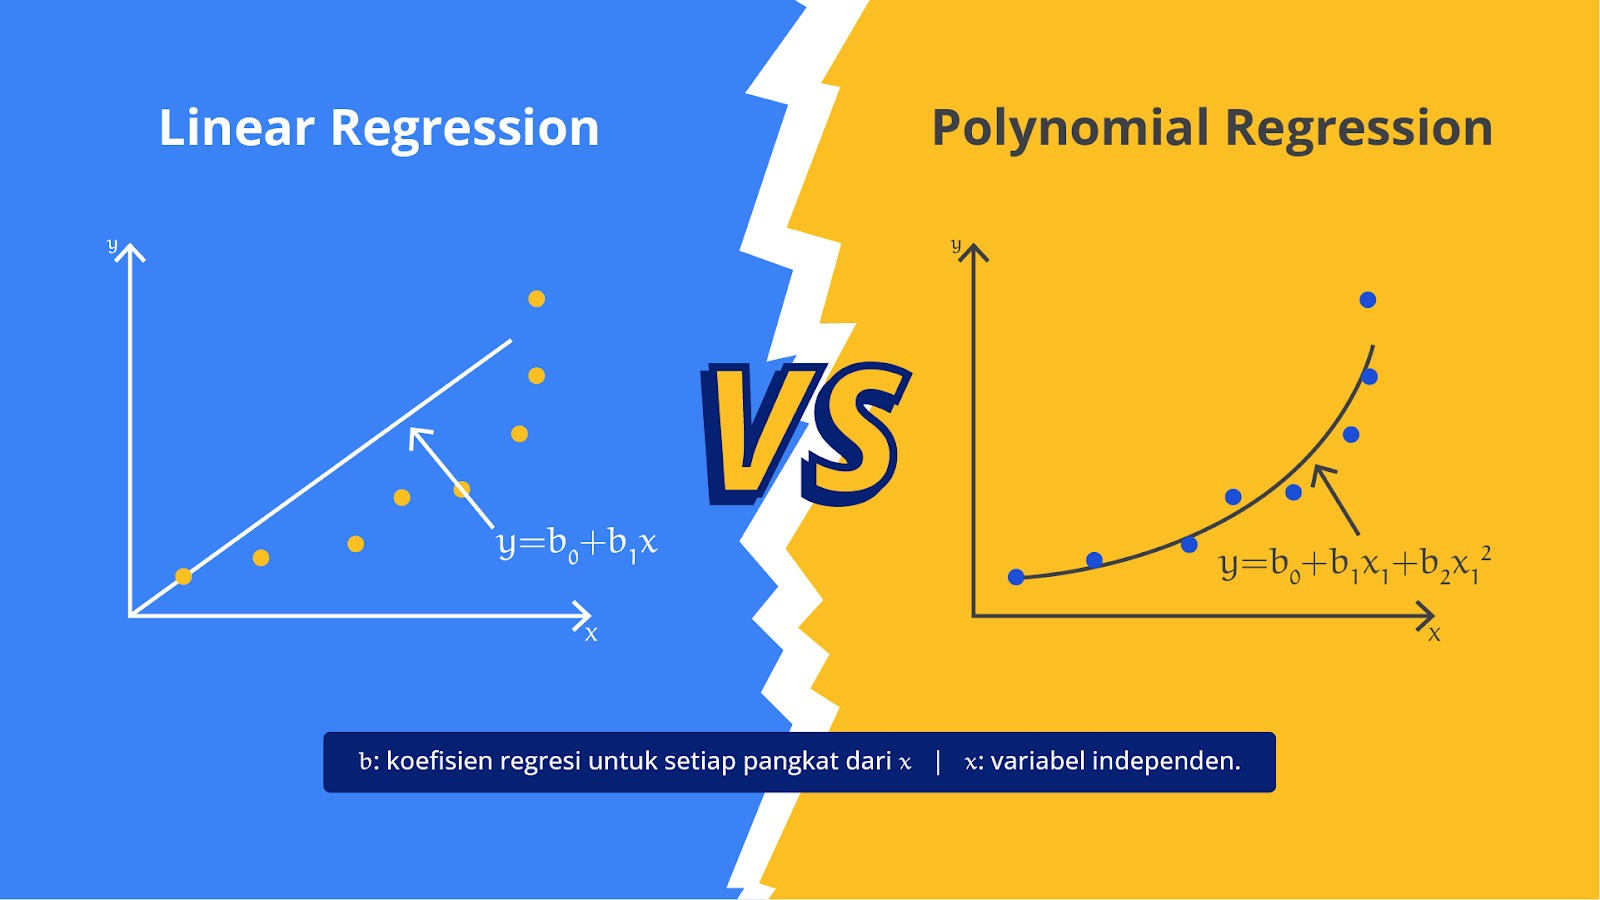 Linear Regression
Polynomial Regression
y
y
VS
y=b₀+b₁x
y=b₀+b₁x₁+b₂x₁²
x
x
b: koefisien regresi untuk setiap pangkat dari x | x: variabel independen.